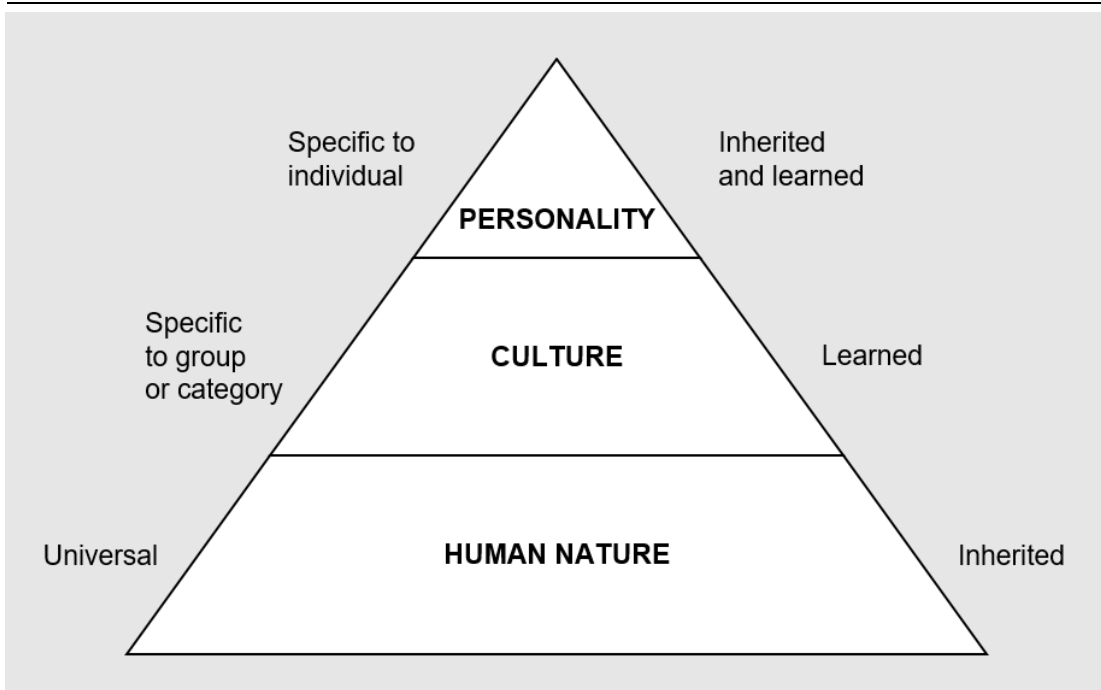 Specific to
individual
Inherited
and learned
PERSONALITY
Specific
to group
or category
CULTURE
Learned
Universal
HUMAN NATURE
Inherited